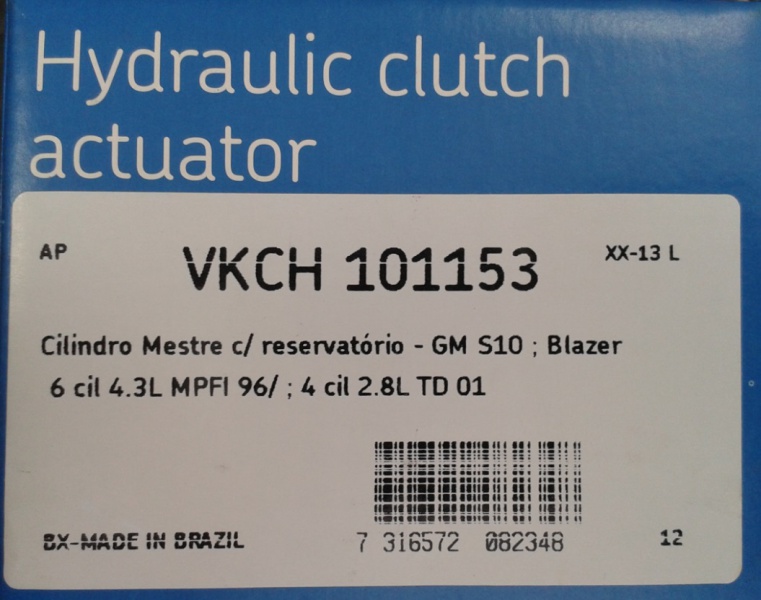 Hydraulic clutch
actuator
AP
VKCH 101153
XX-13 L
Cilindro Mestre c/ reservatório - GM S10 ; Blazer
6 cil 4.3L MPFI 96/ ; 4 cil 2.8L TD 01
BX-MADE IN BRAZIL
7 316572 082348
12